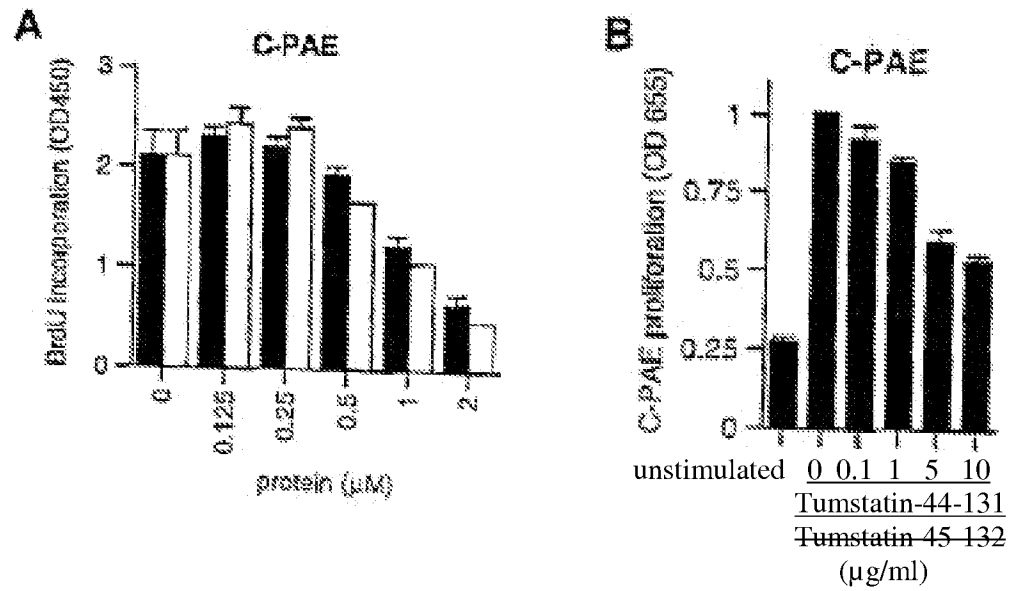 A
C-PAE
BrdU incorporation (OD450)
3
2
1
0
0 0.125 0.25 0.5 1 2
protein (µM)
B
C-PAE
C-PAE proliferation (OD 655)
1
0.75
0.5
0.25
0
unstimulated 0 0.1 1 5 10
Tumstatin-44-131
Tumstatin-45-132
(µg/ml)